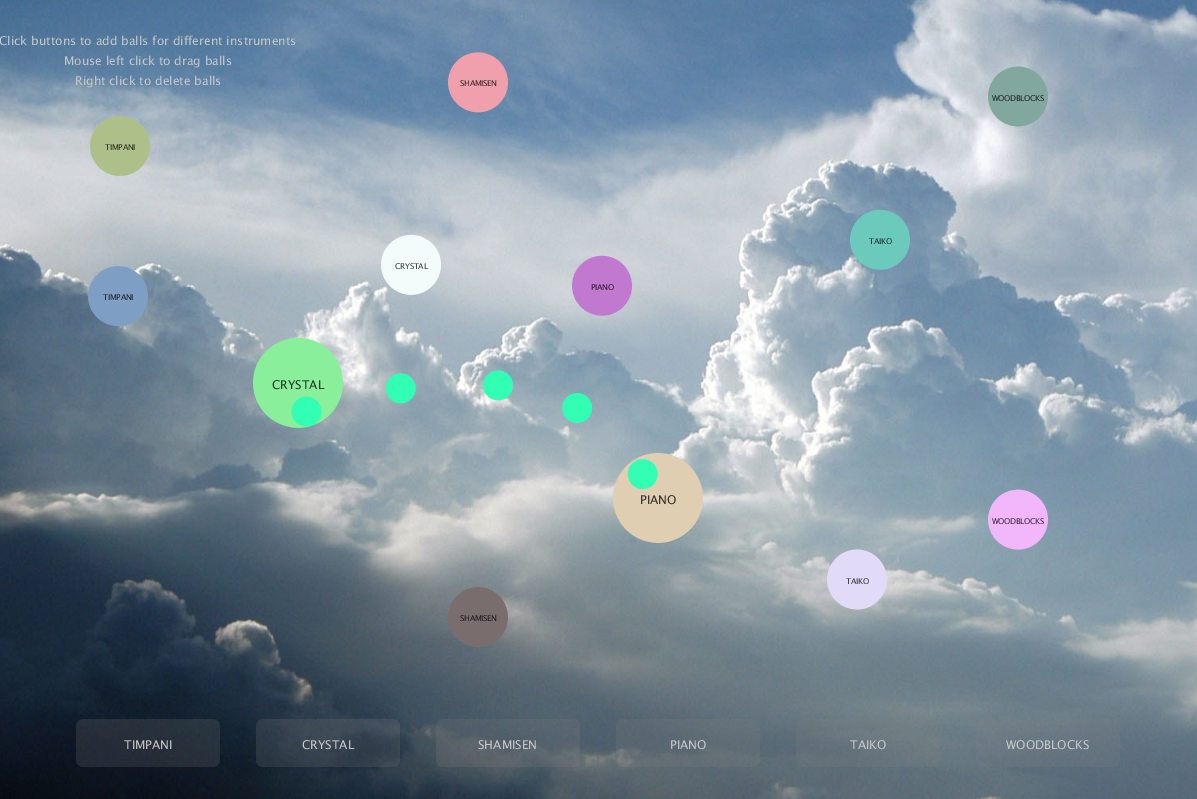 Click buttons to add balls for different instruments
Mouse left click to drag balls
Right click to delete balls
SHAMISEN
WOODBLOCKS
TIMPANI
TAIKO
CRYSTAL
PIANO
TIMPANI
CRYSTAL
PIANO
WOODBLOCKS
TAIKO
SHAMISEN
TIMPANI
CRYSTAL
SHAMISEN
PIANO
TAIKO
WOODBLOCKS